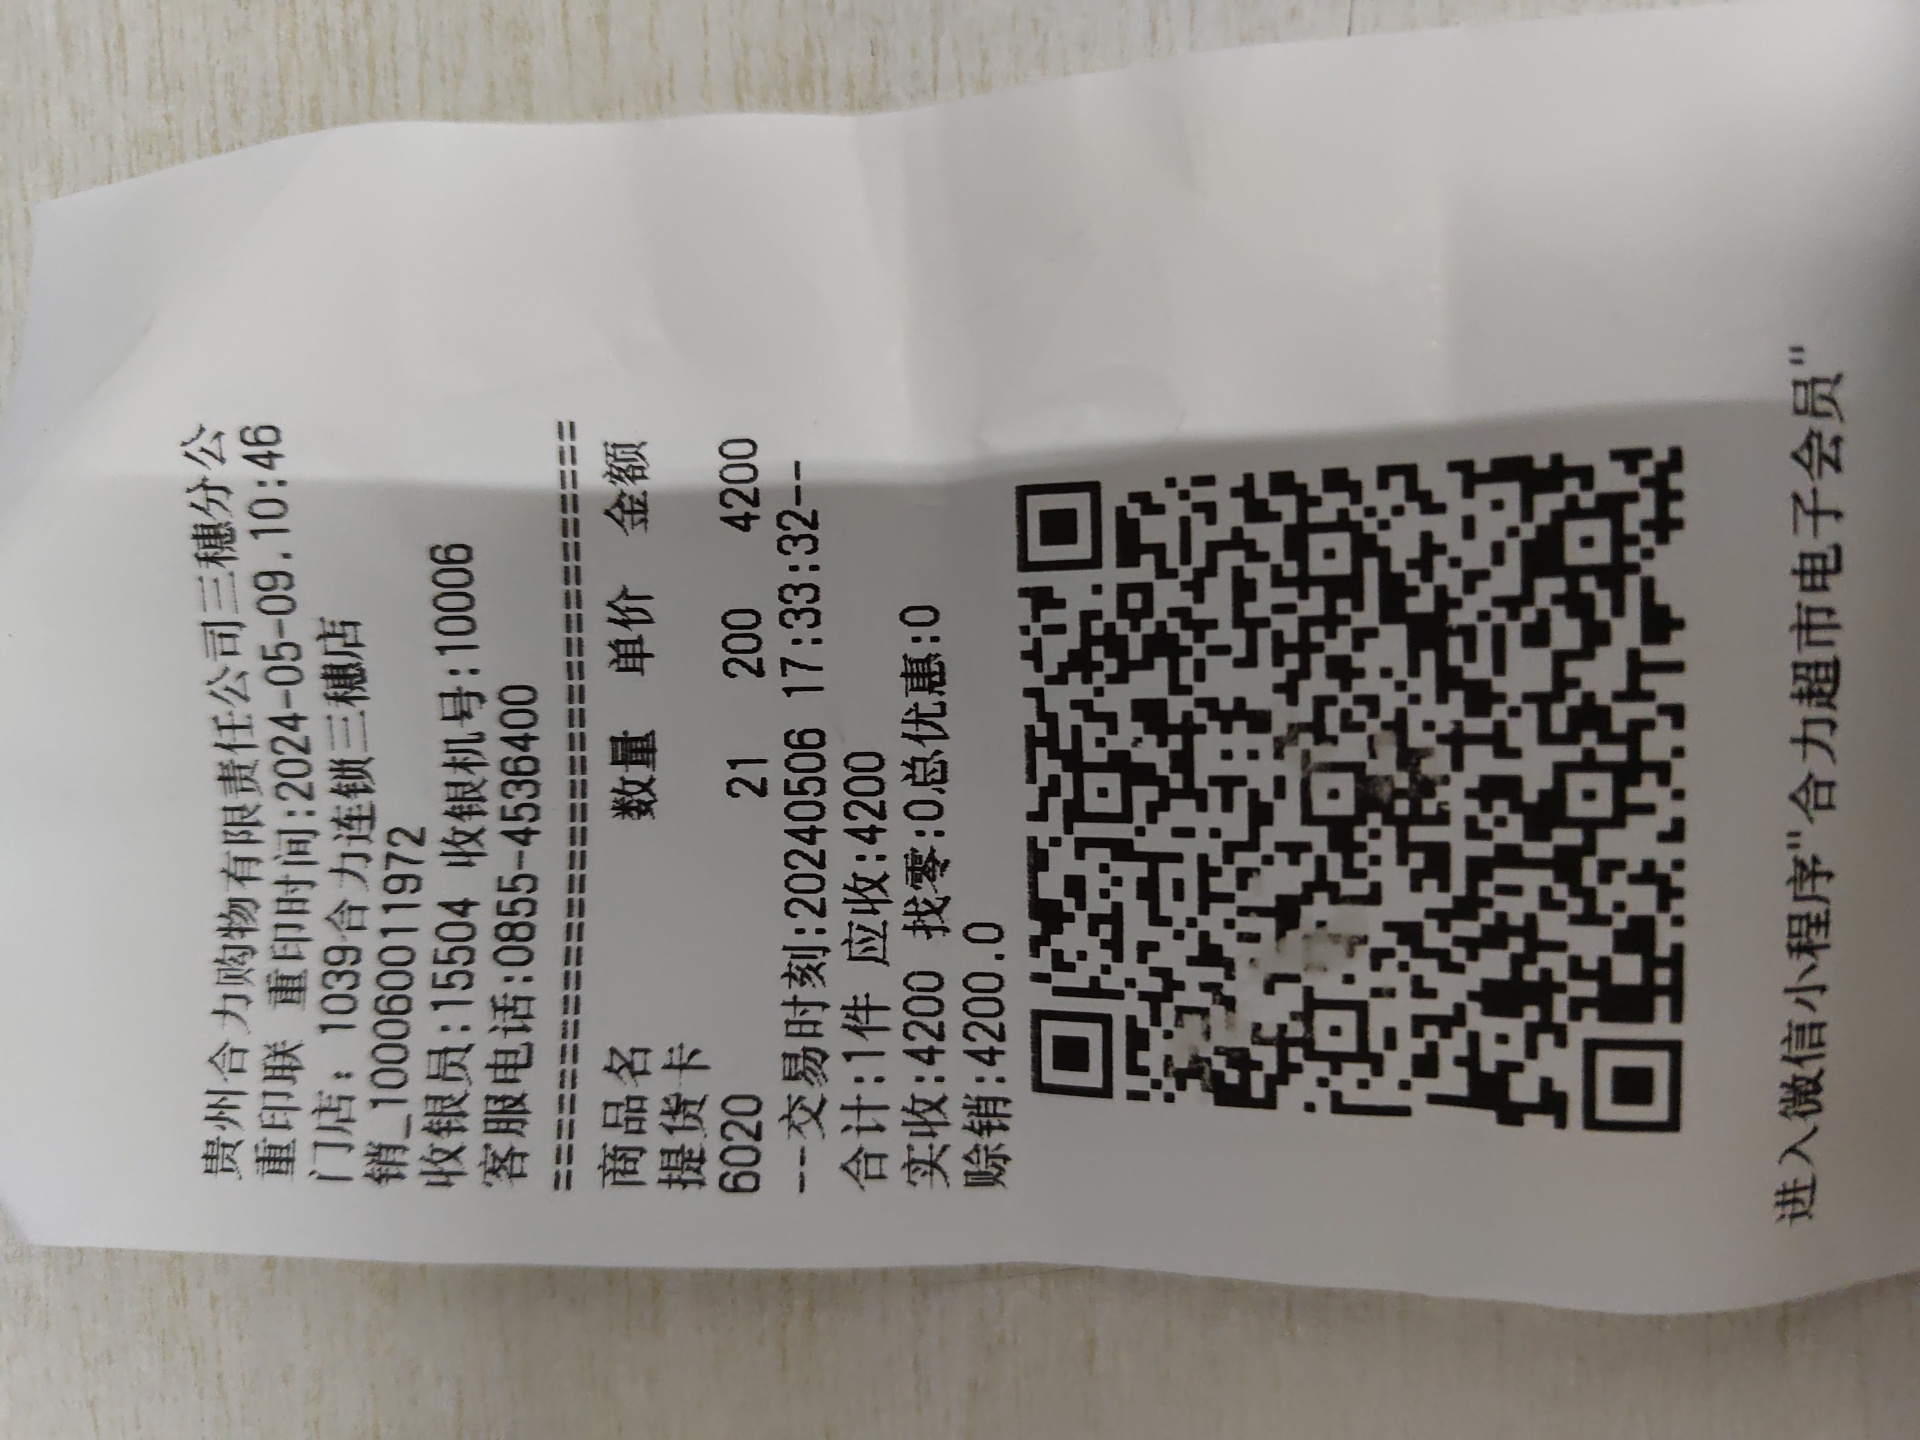 贵州合力购物有限责任公司三穗分公
重印联 重印时间:2024-05-09.10:46
门店: 1039合力连锁三穗店
销_1000600011972
收银员:15504 收银机号:10006
客服电话:0855-4536400
==========================================
商品名 数量 单价 金额
提货卡
6020 21 200 4200
--交易时刻:20240506 17:33:32--
合计:1件 应收:4200
实收:4200 找零:0总优惠:0
赊销:4200.0
进入微信小程序"合力超市电子会员"